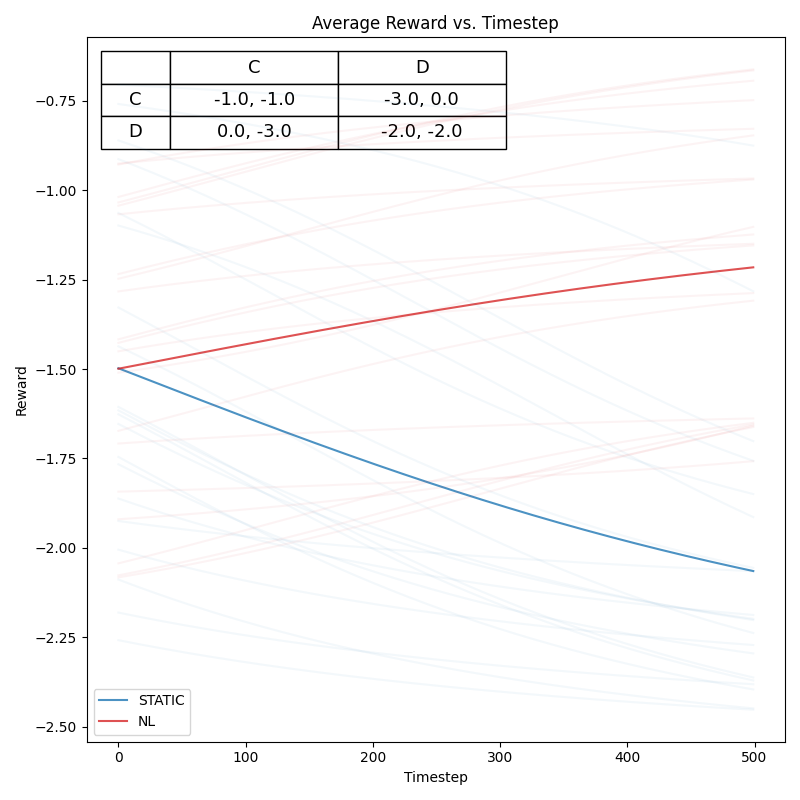 Average Reward vs. Timestep
C D
C -1.0, -1.0 -3.0, 0.0
D 0.0, -3.0 -2.0, -2.0
Reward
−0.75
−1.00
−1.25
−1.50
−1.75
−2.00
−2.25
−2.50
STATIC
NL
0 100 200 300 400 500
Timestep